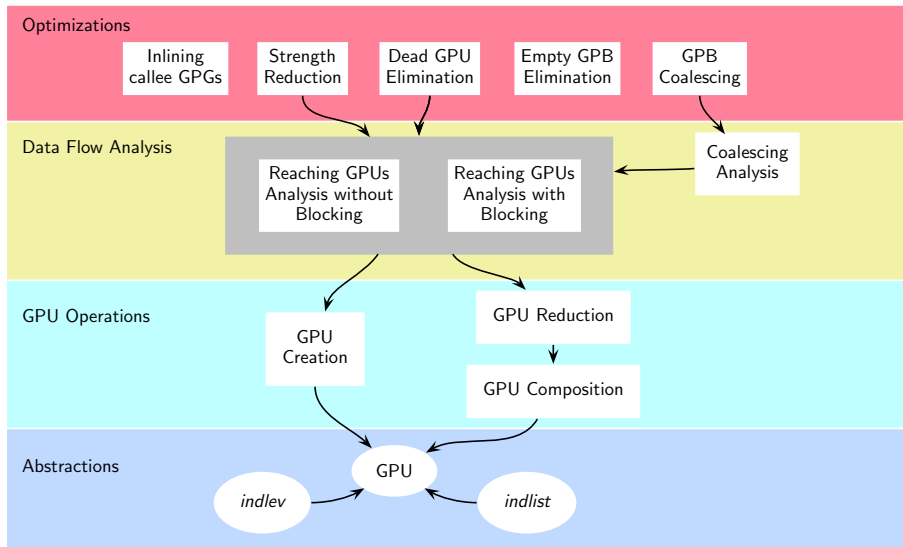 Optimizations
Inlining
callee GPGs
Strength
Reduction
Dead GPU
Elimination
Empty GPB
Elimination
GPB
Coalescing
Data Flow Analysis
Reaching GPUs
Analysis without
Blocking
Reaching GPUs
Analysis with
Blocking
Coalescing
Analysis
GPU Operations
GPU
Creation
GPU Reduction
GPU Composition
Abstractions
GPU
indlev
indlist